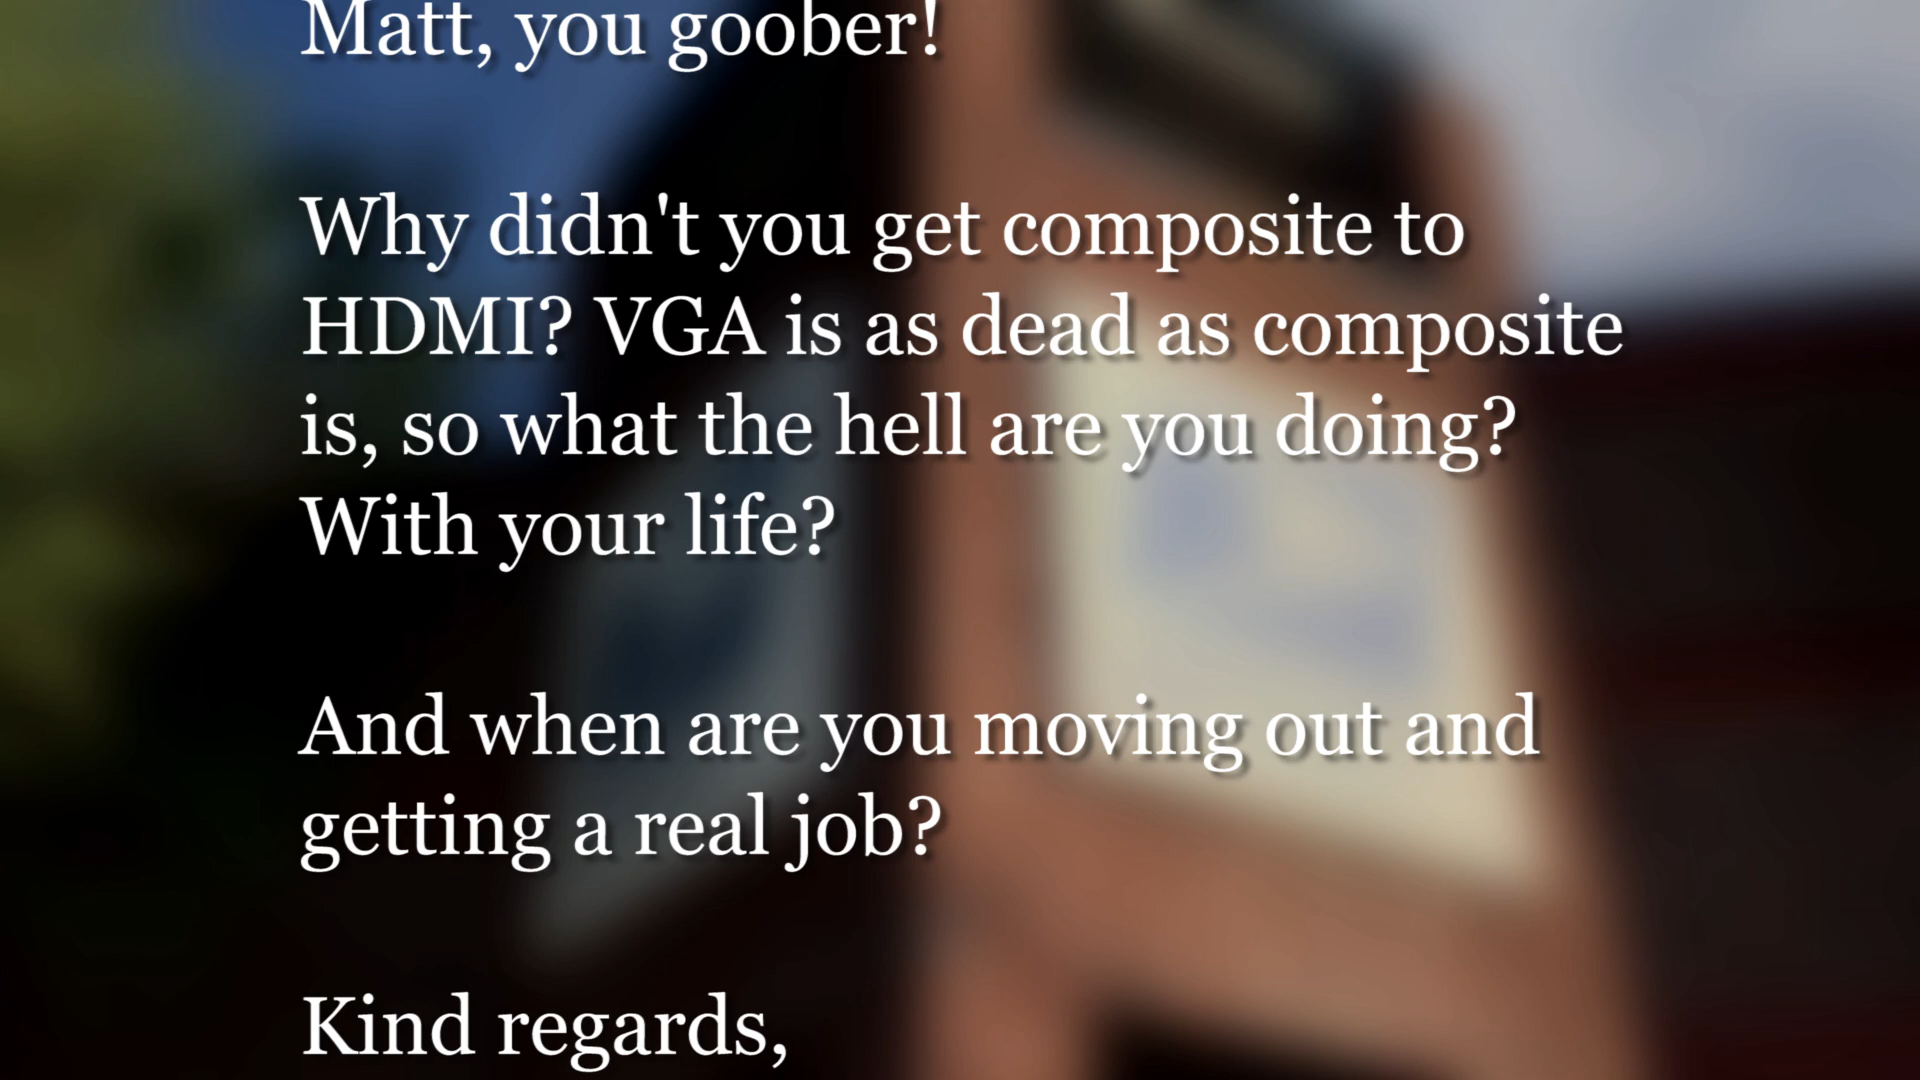 Matt, you goober!
Why didn't you get composite to
HDMI? VGA is as dead as composite
is, so what the hell are you doing?
With your life?
And when are you moving out and
getting a real job?
Kind regards,